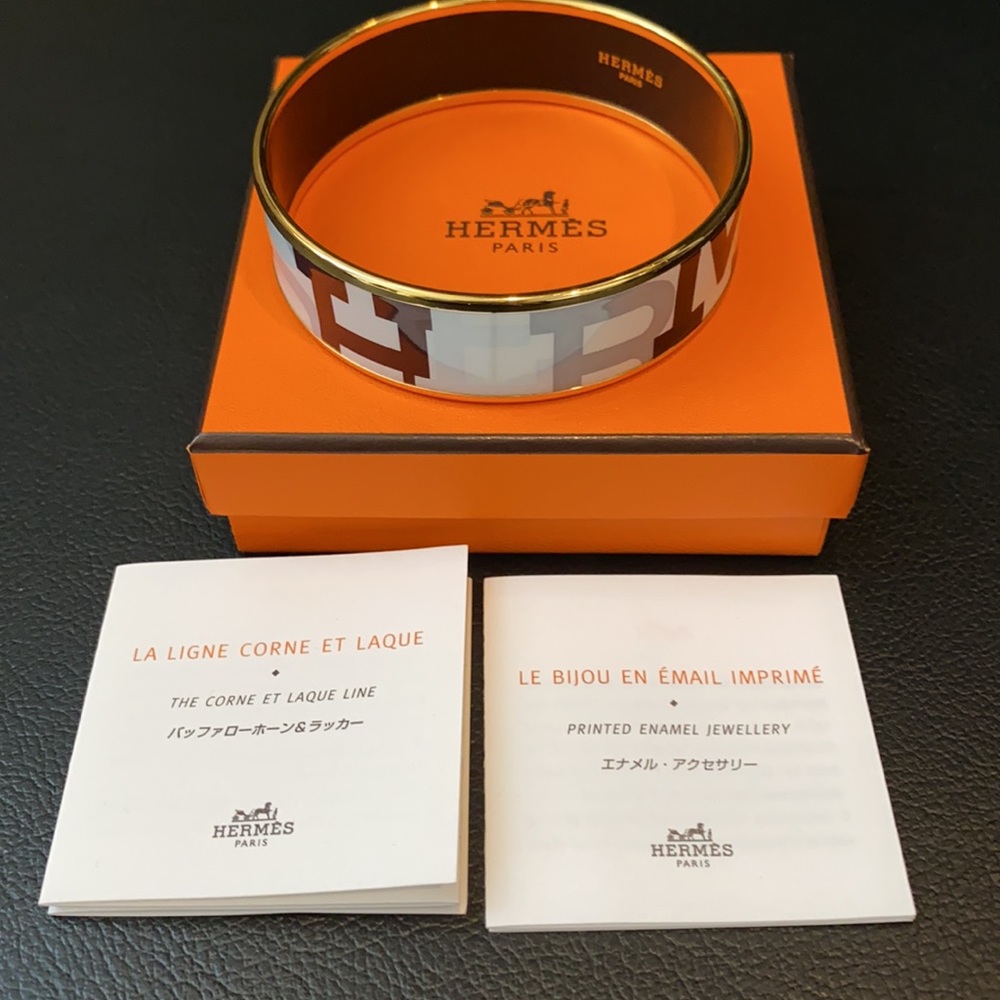 HERMÈS
PARIS
HERMÈS
PARIS
LA LIGNE CORNE ET LAQUE
THE CORNE ET LAQUE LINE
バッファローホーン&ラッカー
HERMÈS
PARIS
LE BIJOU EN ÉMAIL IMPRIMÉ
PRINTED ENAMEL JEWELLERY
エナメル・アクセサリー
HERMÈS
PARIS